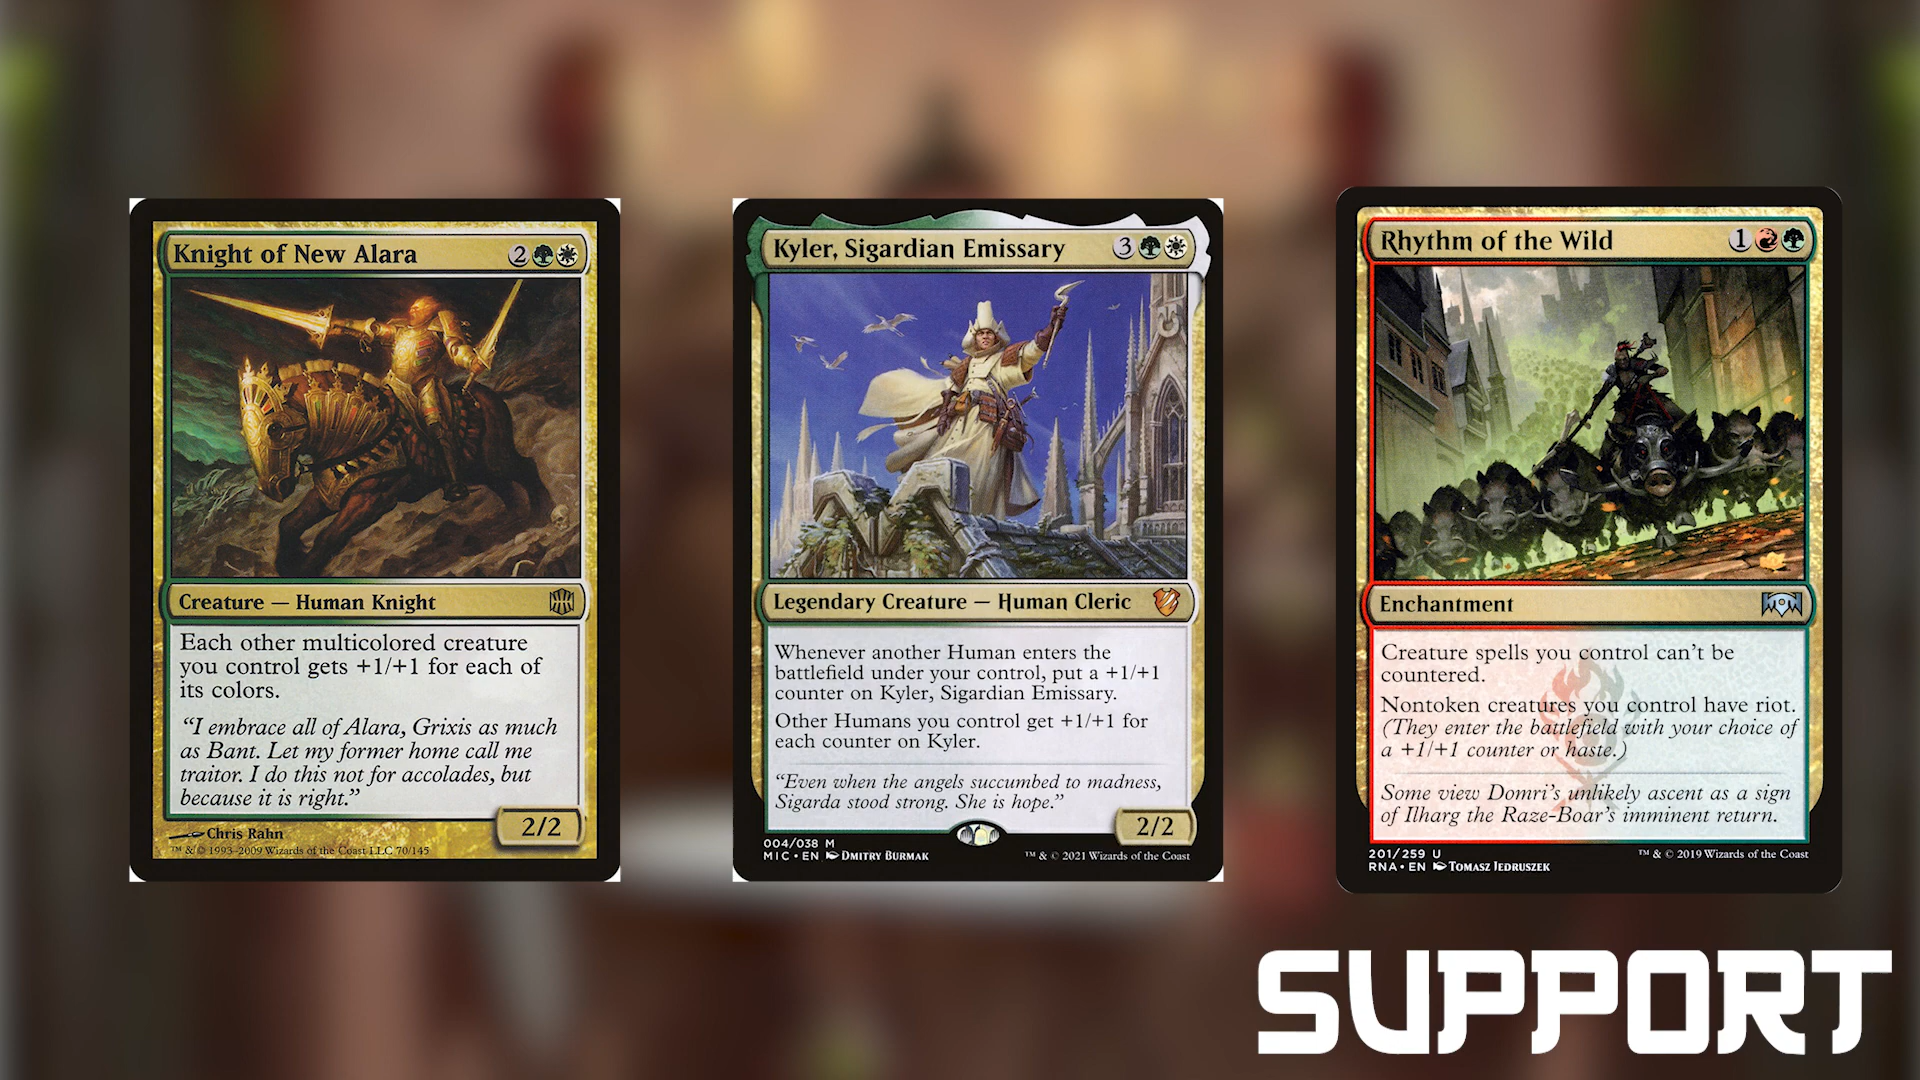 Knight of New Alara 2
Creature — Human Knight
Each other multicolored creature
you control gets +1/+1 for each of
its colors.
“I embrace all of Alara, Grixis as much
as Bant. Let my former home call me
traitor. I do this not for accolades, but
because it is right.”
2/2
Chris Rahn
™ & © 1993–2009 Wizards of the Coast LLC 70/145
Kyler, Sigardian Emissary 3
Legendary Creature — Human Cleric
Whenever another Human enters the
battlefield under your control, put a +1/+1
counter on Kyler, Sigardian Emissary.
Other Humans you control get +1/+1 for
each counter on Kyler.
“Even when the angels succumbed to madness,
Sigarda stood strong. She is hope.”
2/2
004/038 M
MIC • EN Dmitry Burmak
™ & © 2021 Wizards of the Coast
Rhythm of the Wild 1
Enchantment
Creature spells you control can’t be
countered.
Nontoken creatures you control have riot.
(They enter the battlefield with your choice of
a +1/+1 counter or haste.)
Some view Domri’s unlikely ascent as a sign
of Ilharg the Raze-Boar’s imminent return.
201/259 U
RNA • EN Tomasz Jedruszek
™ & © 2019 Wizards of the Coast
SUPPORT